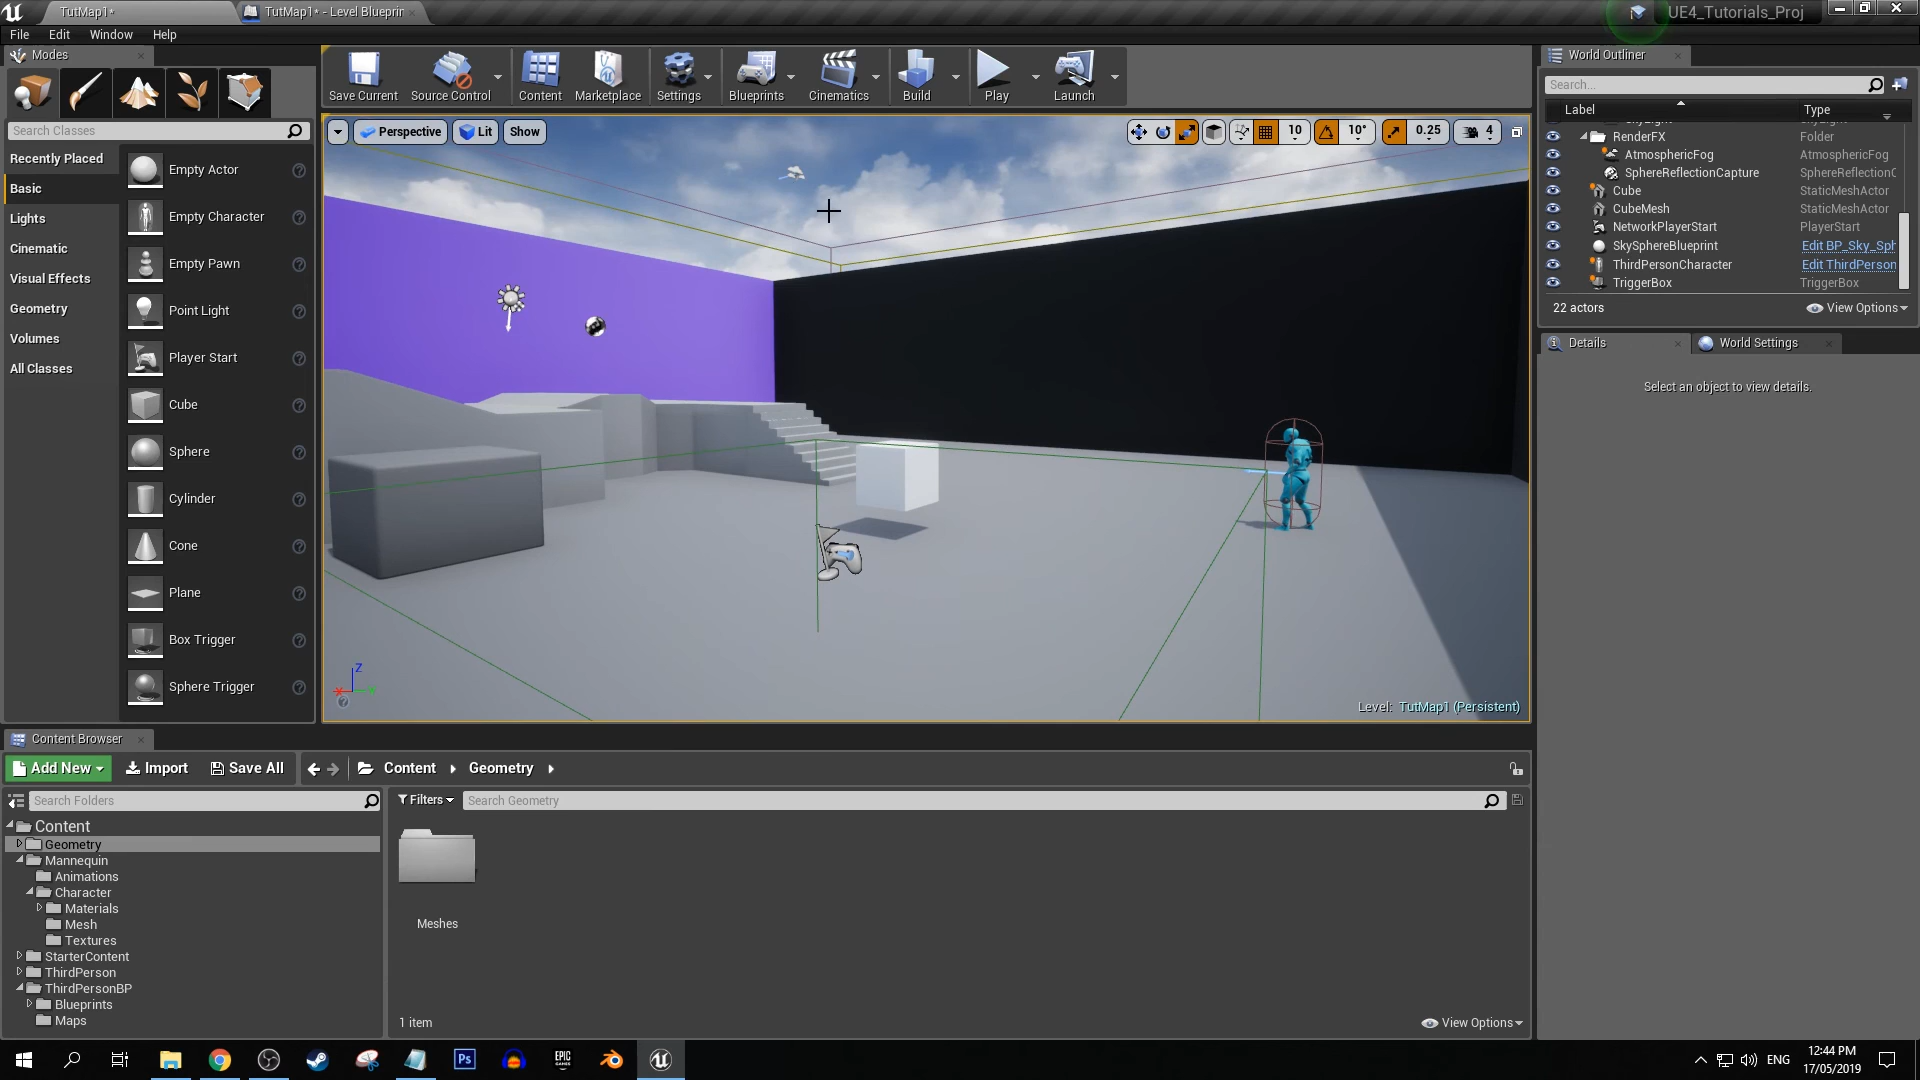 TutMap1*
TutMap1* - Level Blueprin
UE4_Tutorials_Proj
File Edit Window Help
Modes
Search Classes
Recently Placed
Basic
Lights
Cinematic
Visual Effects
Geometry
Volumes
All Classes
Empty Actor
Empty Character
Empty Pawn
Point Light
Player Start
Cube
Sphere
Cylinder
Cone
Plane
Box Trigger
Sphere Trigger
Save Current
Source Control
Content
Marketplace
Settings
Blueprints
Cinematics
Build
Play
Launch
Perspective
Lit
Show
10
10°
0.25
4
Z
Level: TutMap1 (Persistent)
World Outliner
Search...
Label Type
RenderFX Folder
AtmosphericFog AtmosphericFog
SphereReflectionCapture SphereReflectionC
Cube StaticMeshActor
CubeMesh StaticMeshActor
NetworkPlayerStart PlayerStart
SkySphereBlueprint Edit BP_Sky_Sph
ThirdPersonCharacter Edit ThirdPerson
TriggerBox TriggerBox
22 actors View Options
Details
World Settings
Select an object to view details.
Content Browser
Add New
Import
Save All
Content
Geometry
Search Folders
Filters
Search Geometry
Content
Geometry
Mannequin
Animations
Character
Materials
Mesh
Textures
StarterContent
ThirdPerson
ThirdPersonBP
Blueprints
Maps
Meshes
1 item
View Options
Ps
EPIC
GAMES
ENG
12:44 PM
17/05/2019